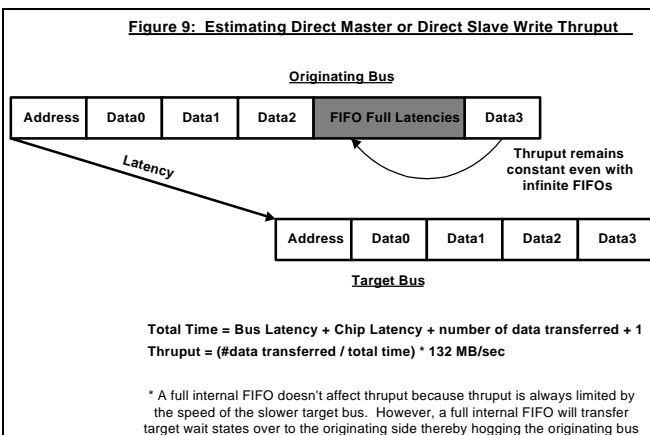 Figure 9:  Estimating Direct Master or Direct Slave Write Thruput
Originating Bus
Address Data0 Data1 Data2 FIFO Full Latencies Data3
Latency
Thruput remains
constant even with
infinite FIFOs
Address Data0 Data1 Data2 Data3
Target Bus
Total Time = Bus Latency + Chip Latency + number of data transferred + 1
Thruput = (#data transferred / total time) * 132 MB/sec
* A full internal FIFO doesn't affect thruput because thruput is always limited by
the speed of the slower target bus.  However, a full internal FIFO will transfer
target wait states over to the originating side thereby hogging the originating bus